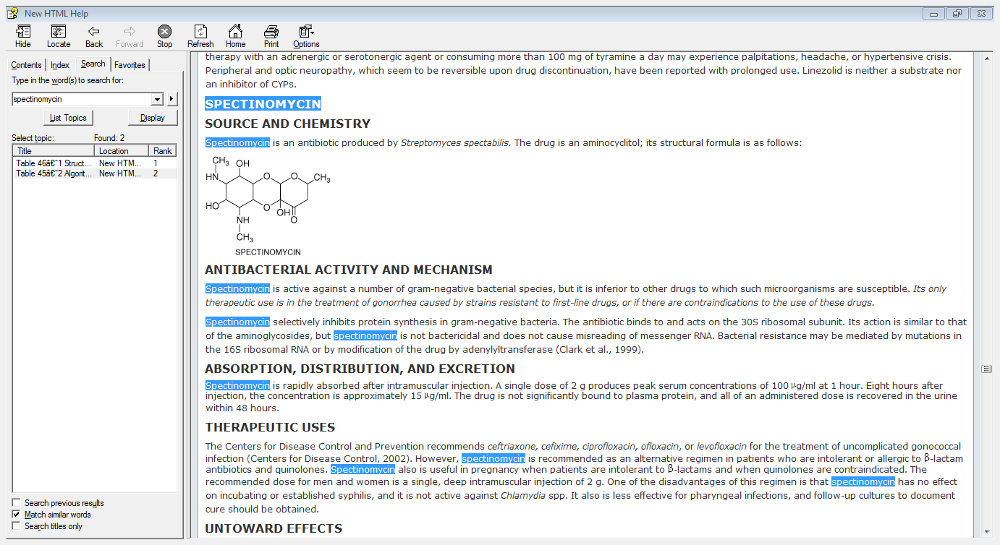 New HTML Help
Hide Locate Back Forward Stop Refresh Home Print Options
Contents Index Search Favorites
Type in the word(s) to search for:
spectinomycin
List Topics Display
Select topic: Found: 2
Title Location Rank
Table 46â€“1 Struct... New HTM... 1
Table 45â€“2 Algorit... New HTM... 2
Search previous results
Match similar words
Search titles only
therapy with an adrenergic or serotonergic agent or consuming more than 100 mg of tyramine a day may experience palpitations, headache, or hypertensive crisis.
Peripheral and optic neuropathy, which seem to be reversible upon drug discontinuation, have been reported with prolonged use. Linezolid is neither a substrate nor
an inhibitor of CYPs.
SPECTINOMYCIN
SOURCE AND CHEMISTRY
Spectinomycin is an antibiotic produced by Streptomyces spectabilis. The drug is an aminocyclitol; its structural formula is as follows:
CH3 OH
HN O O CH3
HO O OH
NH O
CH3
SPECTINOMYCIN
ANTIBACTERIAL ACTIVITY AND MECHANISM
Spectinomycin is active against a number of gram-negative bacterial species, but it is inferior to other drugs to which such microorganisms are susceptible. Its only
therapeutic use is in the treatment of gonorrhea caused by strains resistant to first-line drugs, or if there are contraindications to the use of these drugs.
Spectinomycin selectively inhibits protein synthesis in gram-negative bacteria. The antibiotic binds to and acts on the 30S ribosomal subunit. Its action is similar to that
of the aminoglycosides, but spectinomycin is not bactericidal and does not cause misreading of messenger RNA. Bacterial resistance may be mediated by mutations in
the 16S ribosomal RNA or by modification of the drug by adenylyltransferase (Clark et al., 1999).
ABSORPTION, DISTRIBUTION, AND EXCRETION
Spectinomycin is rapidly absorbed after intramuscular injection. A single dose of 2 g produces peak serum concentrations of 100 μg/ml at 1 hour. Eight hours after
injection, the concentration is approximately 15 μg/ml. The drug is not significantly bound to plasma protein, and all of an administered dose is recovered in the urine
within 48 hours.
THERAPEUTIC USES
The Centers for Disease Control and Prevention recommends ceftriaxone, cefixime, ciprofloxacin, ofloxacin, or levofloxacin for the treatment of uncomplicated gonococcal
infection (Centers for Disease Control, 2002). However, spectinomycin is recommended as an alternative regimen in patients who are intolerant or allergic to β-lactam
antibiotics and quinolones. Spectinomycin also is useful in pregnancy when patients are intolerant to β-lactams and when quinolones are contraindicated. The
recommended dose for men and women is a single, deep intramuscular injection of 2 g. One of the disadvantages of this regimen is that spectinomycin has no effect
on incubating or established syphilis, and it is not active against Chlamydia spp. It also is less effective for pharyngeal infections, and follow-up cultures to document
cure should be obtained.
UNTOWARD EFFECTS